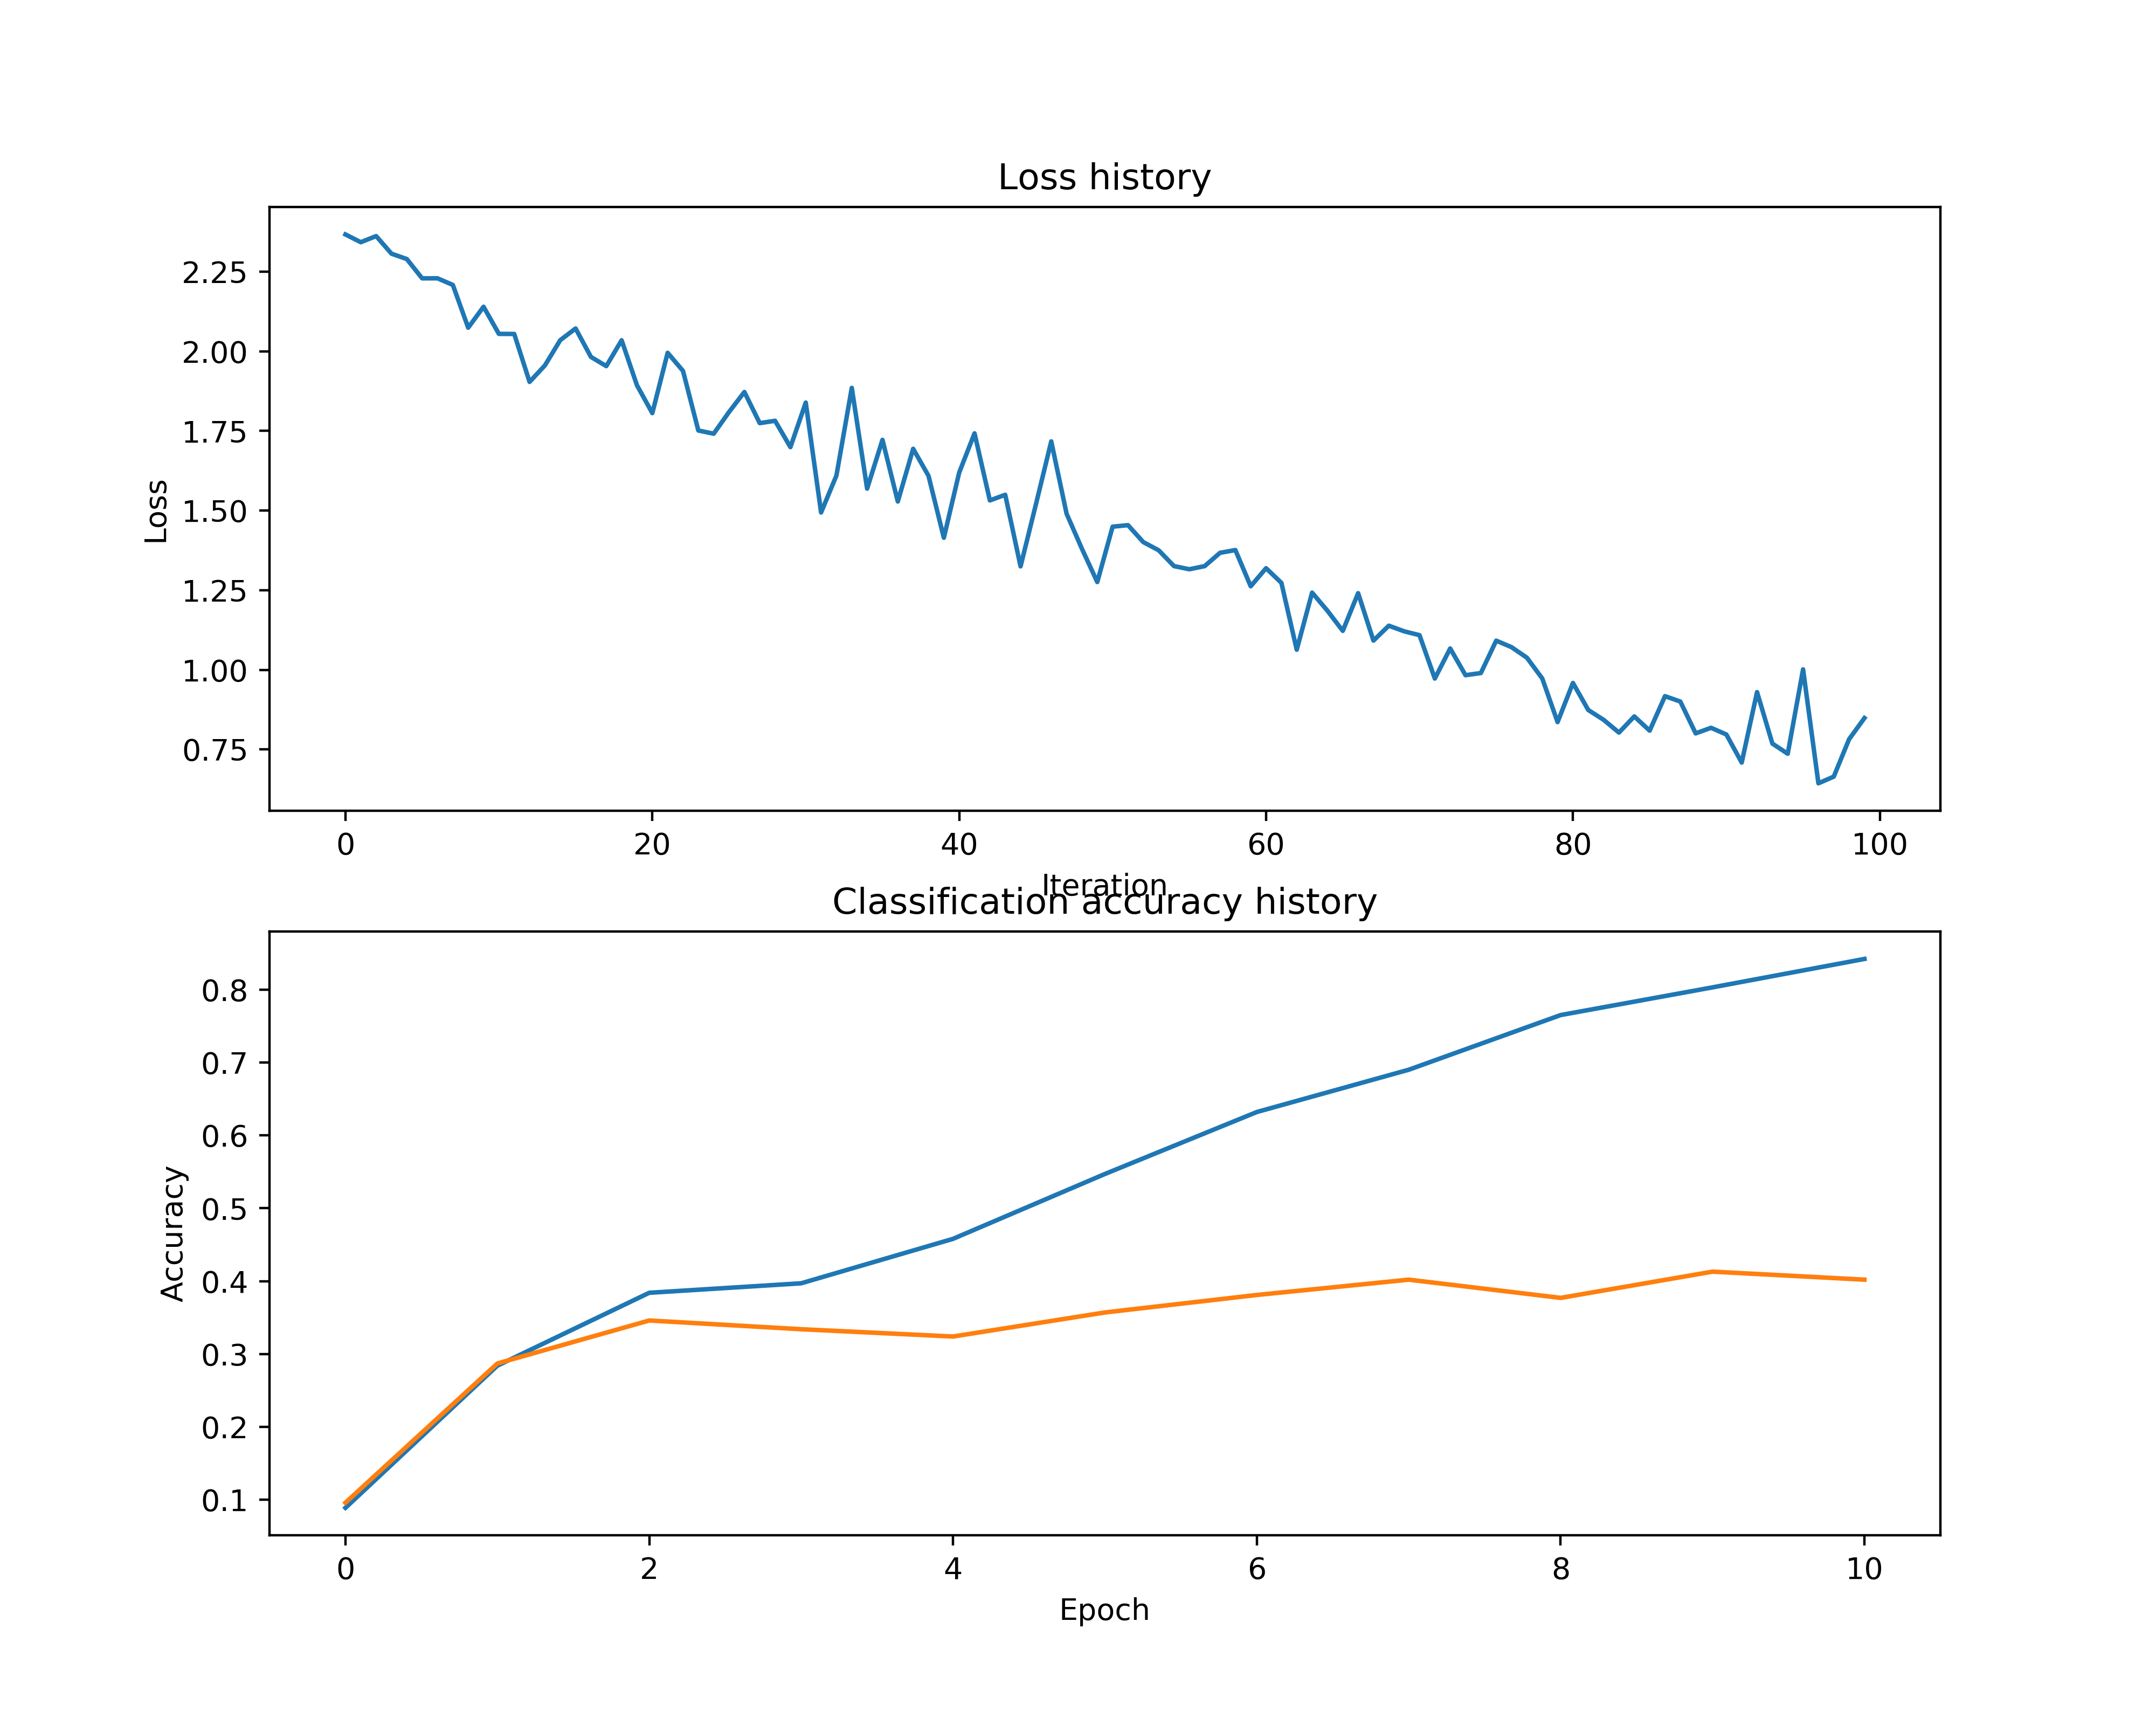 Loss history
2.25
2.00
1.75
1.50
1.25
1.00
0.75
Loss
0 20 40 60 80 100
Iteration
Classification accuracy history
0.8
0.7
0.6
0.5
0.4
0.3
0.2
0.1
Accuracy
0 2 4 6 8 10
Epoch